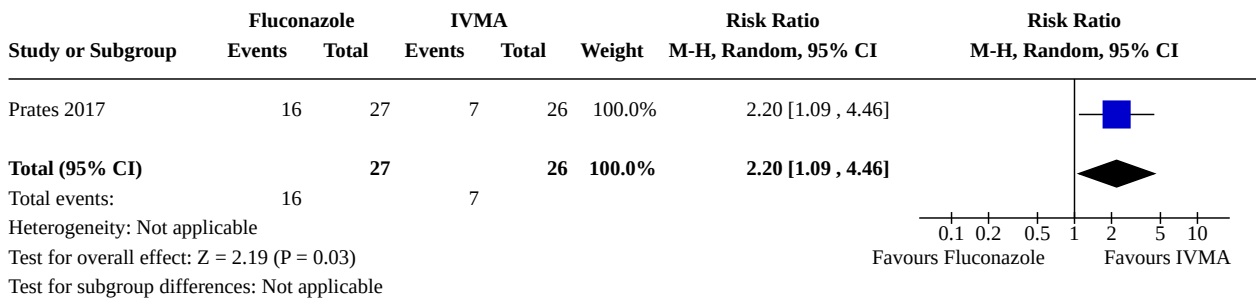 Fluconazole IVMA Risk Ratio Risk Ratio
Study or Subgroup Events Total Events Total Weight M-H, Random, 95% CI M-H, Random, 95% CI
Prates 2017 16 27 7 26 100.0% 2.20 [1.09 , 4.46]
Total (95% CI) 27 26 100.0% 2.20 [1.09 , 4.46]
Total events: 16 7
Heterogeneity: Not applicable
0.1 0.2 0.5 1 2 5 10
Test for overall effect: Z = 2.19 (P = 0.03) Favours Fluconazole Favours IVMA
Test for subgroup differences: Not applicable